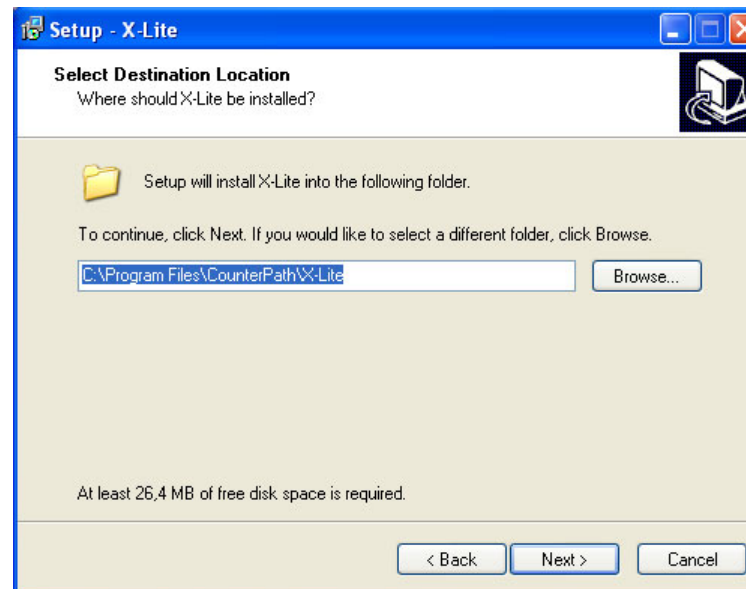 Setup - X-Lite
Select Destination Location
Where should X-Lite be installed?
Setup will install X-Lite into the following folder.
To continue, click Next. If you would like to select a different folder, click Browse.
C:\Program Files\CounterPath\X-Lite
Browse...
At least 26,4 MB of free disk space is required.
< Back
Next >
Cancel